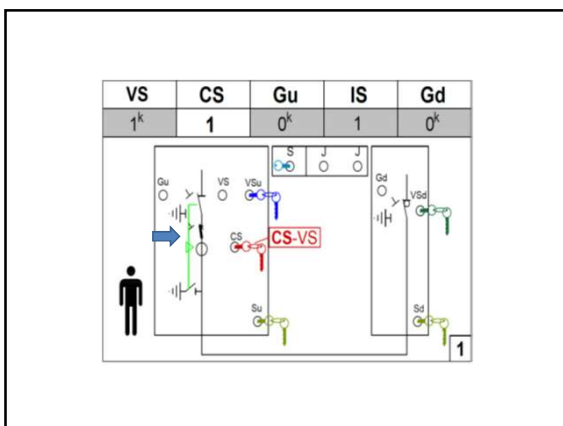 VS CS Gu IS Gd
1k 1 0k 1 0k
S J J
Gu VS VSu Gd VSd
CS CS-VS
Su Sd
1